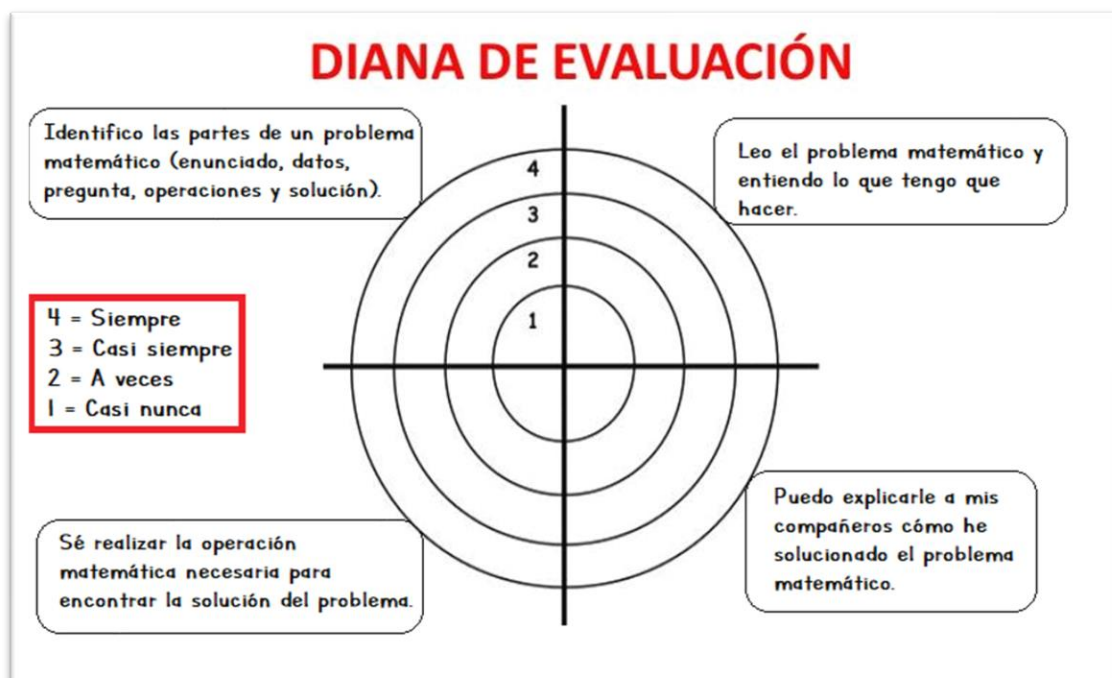 DIANA DE EVALUACIÓN
Identifico las partes de un problema
matemático (enunciado, datos,
pregunta, operaciones y solución).
Leo el problema matemático y
entiendo lo que tengo que
hacer.
4
3
2
1
4 = Siempre
3 = Casi siempre
2 = A veces
1 = Casi nunca
Sé realizar la operación
matemática necesaria para
encontrar la solución del problema.
Puedo explicarle a mis
compañeros cómo he
solucionado el problema
matemático.